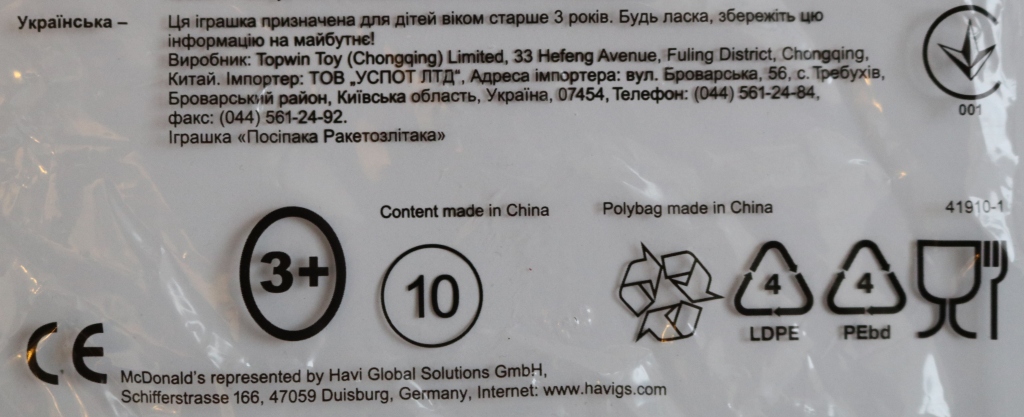 Українська – Ця іграшка призначена для дітей віком старше 3 років. Будь ласка, збережіть цю
інформацію на майбутнє!
Виробник: Topwin Toy (Chongqing) Limited, 33 Hefeng Avenue, Fuling District, Chongqing,
Китай. Імпортер: ТОВ „УСПОТ ЛТД“, Адреса імпортера: вул. Броварська, 56, с. Требухів,
Броварський район, Київська область, Україна, 07454, Телефон: (044) 561-24-84,
факс: (044) 561-24-92.
Іграшка «Посіпака Ракетозлітака»
001
Content made in China
Polybag made in China
41910-1
3+
10
4
LDPE
4
PEbd
CE
McDonald's represented by Havi Global Solutions GmbH,
Schifferstrasse 166, 47059 Duisburg, Germany, Internet: www.havigs.com